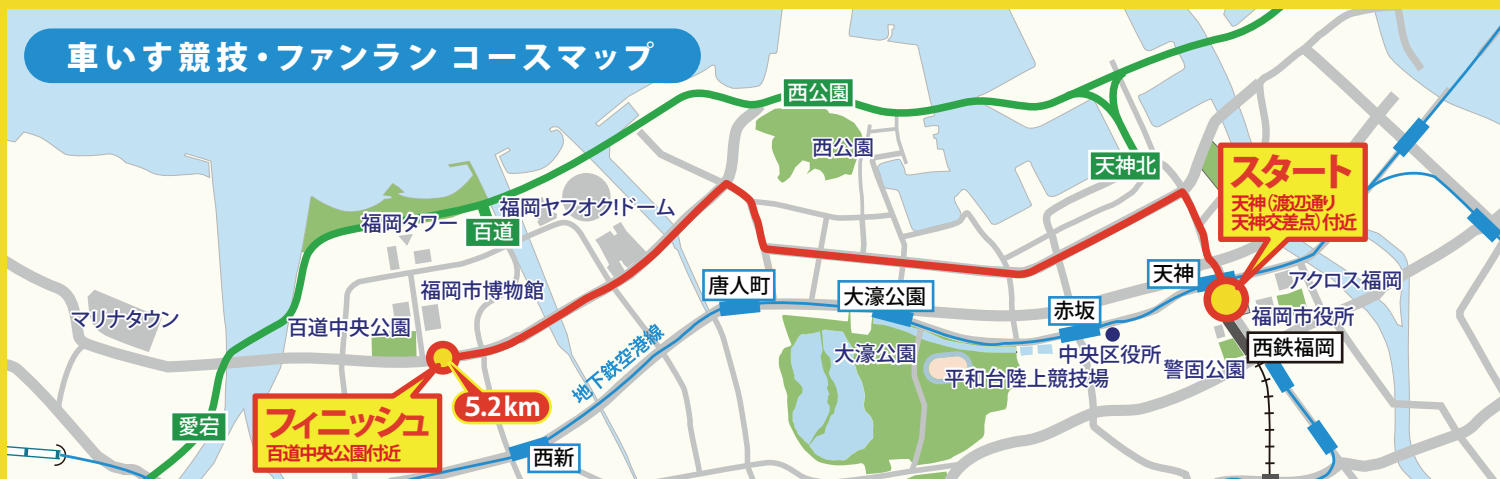 車いす競技・ファンラン コースマップ
西公園
西公園
天神北
スタート
天神(渡辺通り
天神交差点)付近
福岡タワー
百道
福岡ヤフオク!ドーム
天神
アクロス福岡
福岡市博物館
唐人町
大濠公園
赤坂
福岡市役所
マリナタウン
百道中央公園
地下鉄空港線
大濠公園
中央区役所
西鉄福岡
平和台陸上競技場
警固公園
5.2km
フィニッシュ
百道中央公園付近
愛宕
西新